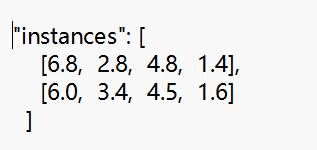 "instances": [
[6.8, 2.8, 4.8, 1.4],
[6.0, 3.4, 4.5, 1.6]
]